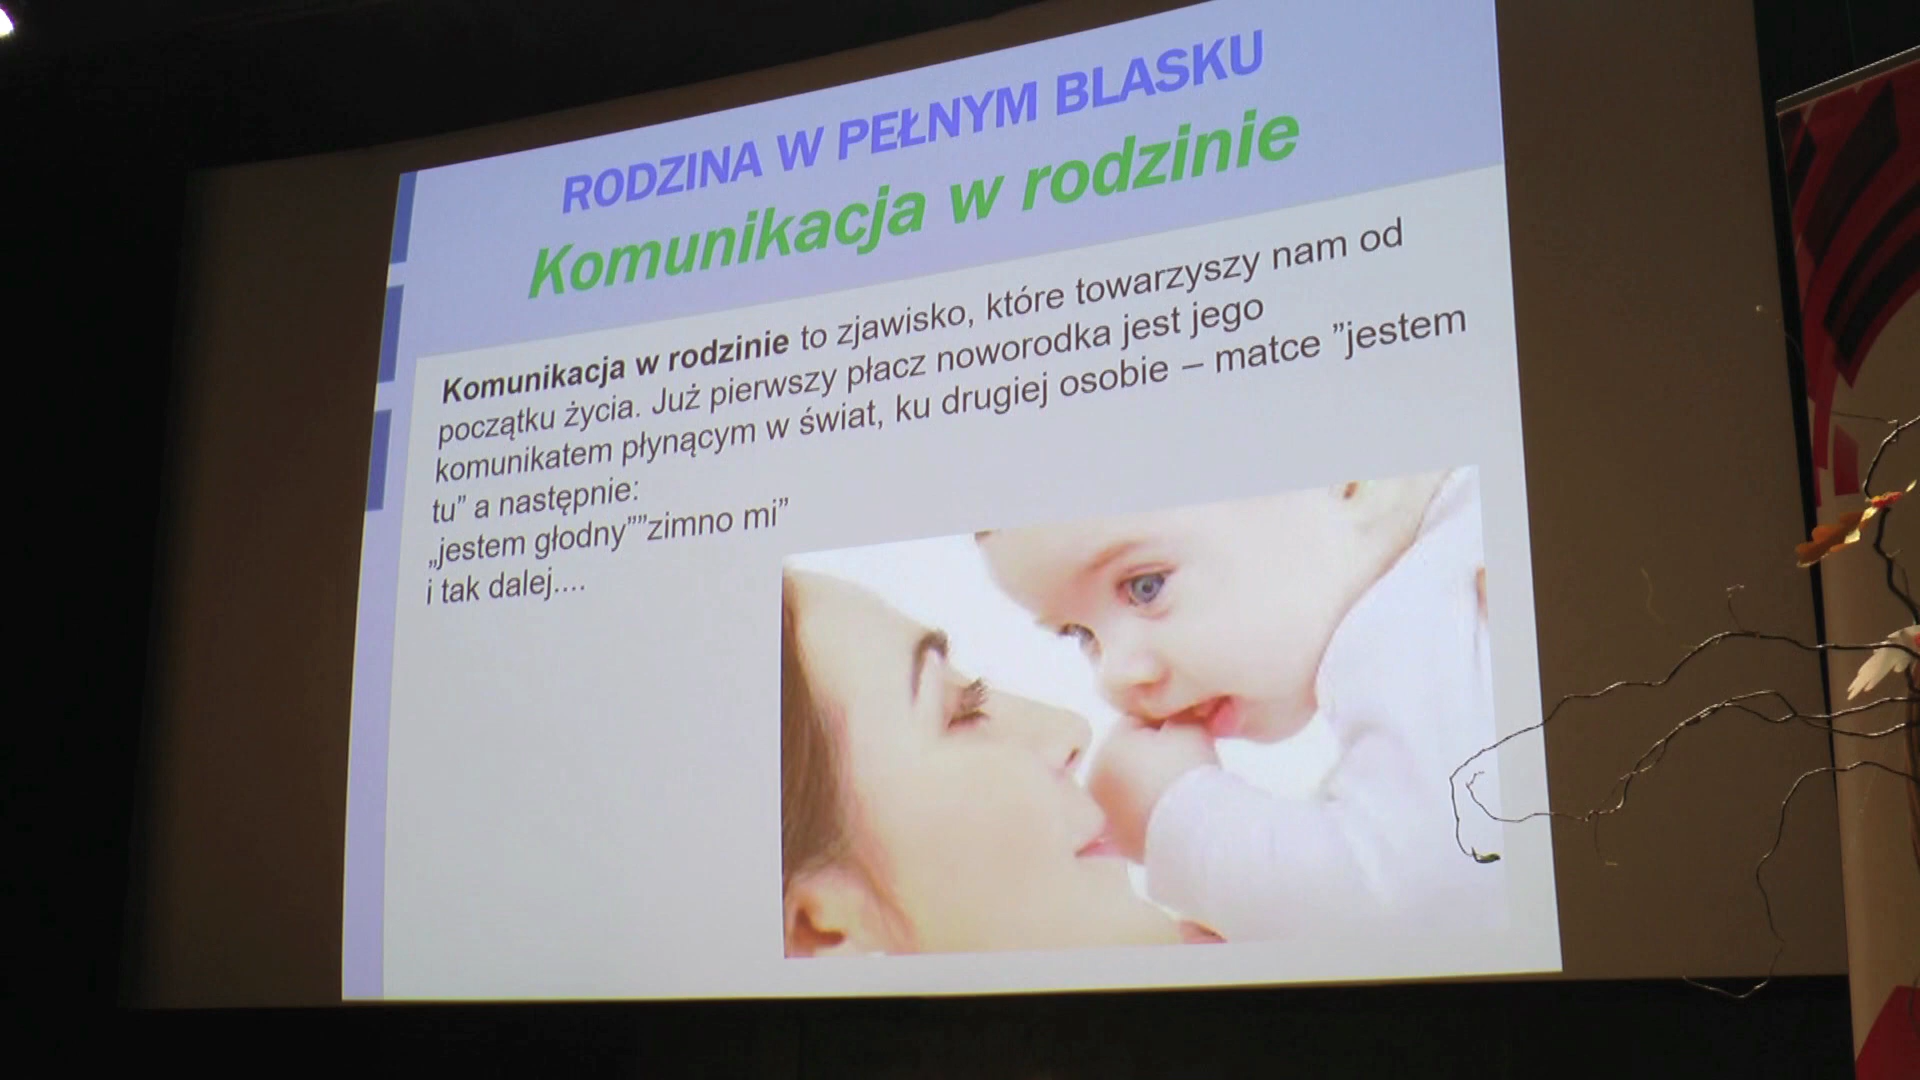 RODZINA W PEŁNYM BLASKU
Komunikacja w rodzinie
Komunikacja w rodzinie to zjawisko, które towarzyszy nam od
początku życia. Już pierwszy płacz noworodka jest jego
komunikatem płynącym w świat, ku drugiej osobie – matce ”jestem
tu” a następnie:
„jestem głodny””zimno mi”
i tak dalej....